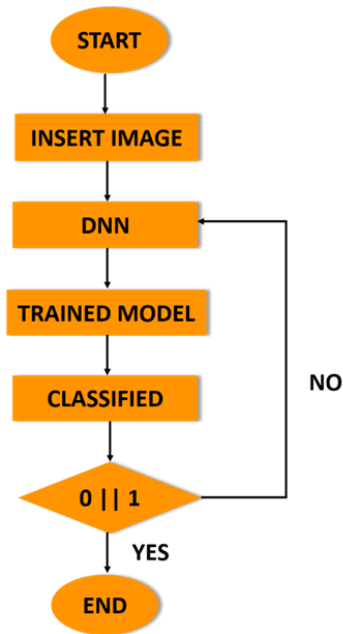 START
INSERT IMAGE
DNN
TRAINED MODEL
CLASSIFIED
NO
0 || 1
YES
END